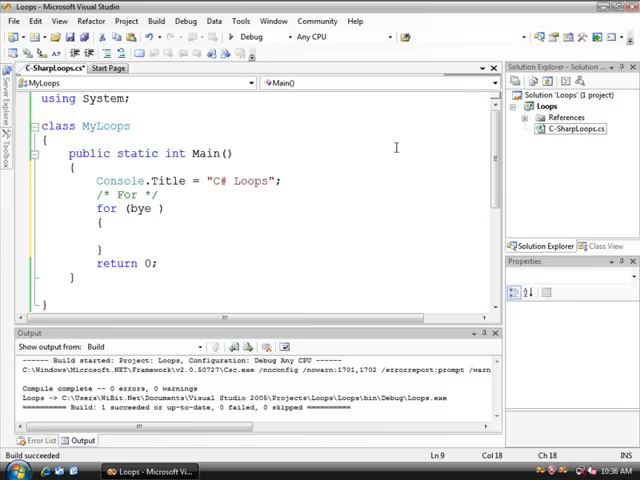 Loops - Microsoft Visual Studio
File Edit View Refactor Project Build Debug Data Tools Window Community Help
Debug Any CPU
C-SharpLoops.cs* Start Page
MyLoops Main()
Server Explorer
Toolbox
using System;
class MyLoops
{
public static int Main()
{
Console.Title = "C# Loops";
/* For */
for (bye )
{
}
return 0;
}
}
Solution Explorer - Solution ...
Solution 'Loops' (1 project)
Loops
References
C-SharpLoops.cs
Solution Explorer Class View
Properties
Output
Show output from: Build
------ Build started: Project: Loops, Configuration: Debug Any CPU ------
C:\Windows\Microsoft.NET\Framework\v2.0.50727\Csc.exe /noconfig /nowarn:1701,1702 /errorreport:prompt /warn
Compile complete -- 0 errors, 0 warnings
Loops -> C:\Users\NiBit.Net\Documents\Visual Studio 2005\Projects\Loops\Loops\bin\Debug\Loops.exe
========== Build: 1 succeeded or up-to-date, 0 failed, 0 skipped ==========
Error List Output
Build succeeded Ln 9 Col 18 Ch 18 INS
Loops - Microsoft Vi... 10:36 AM